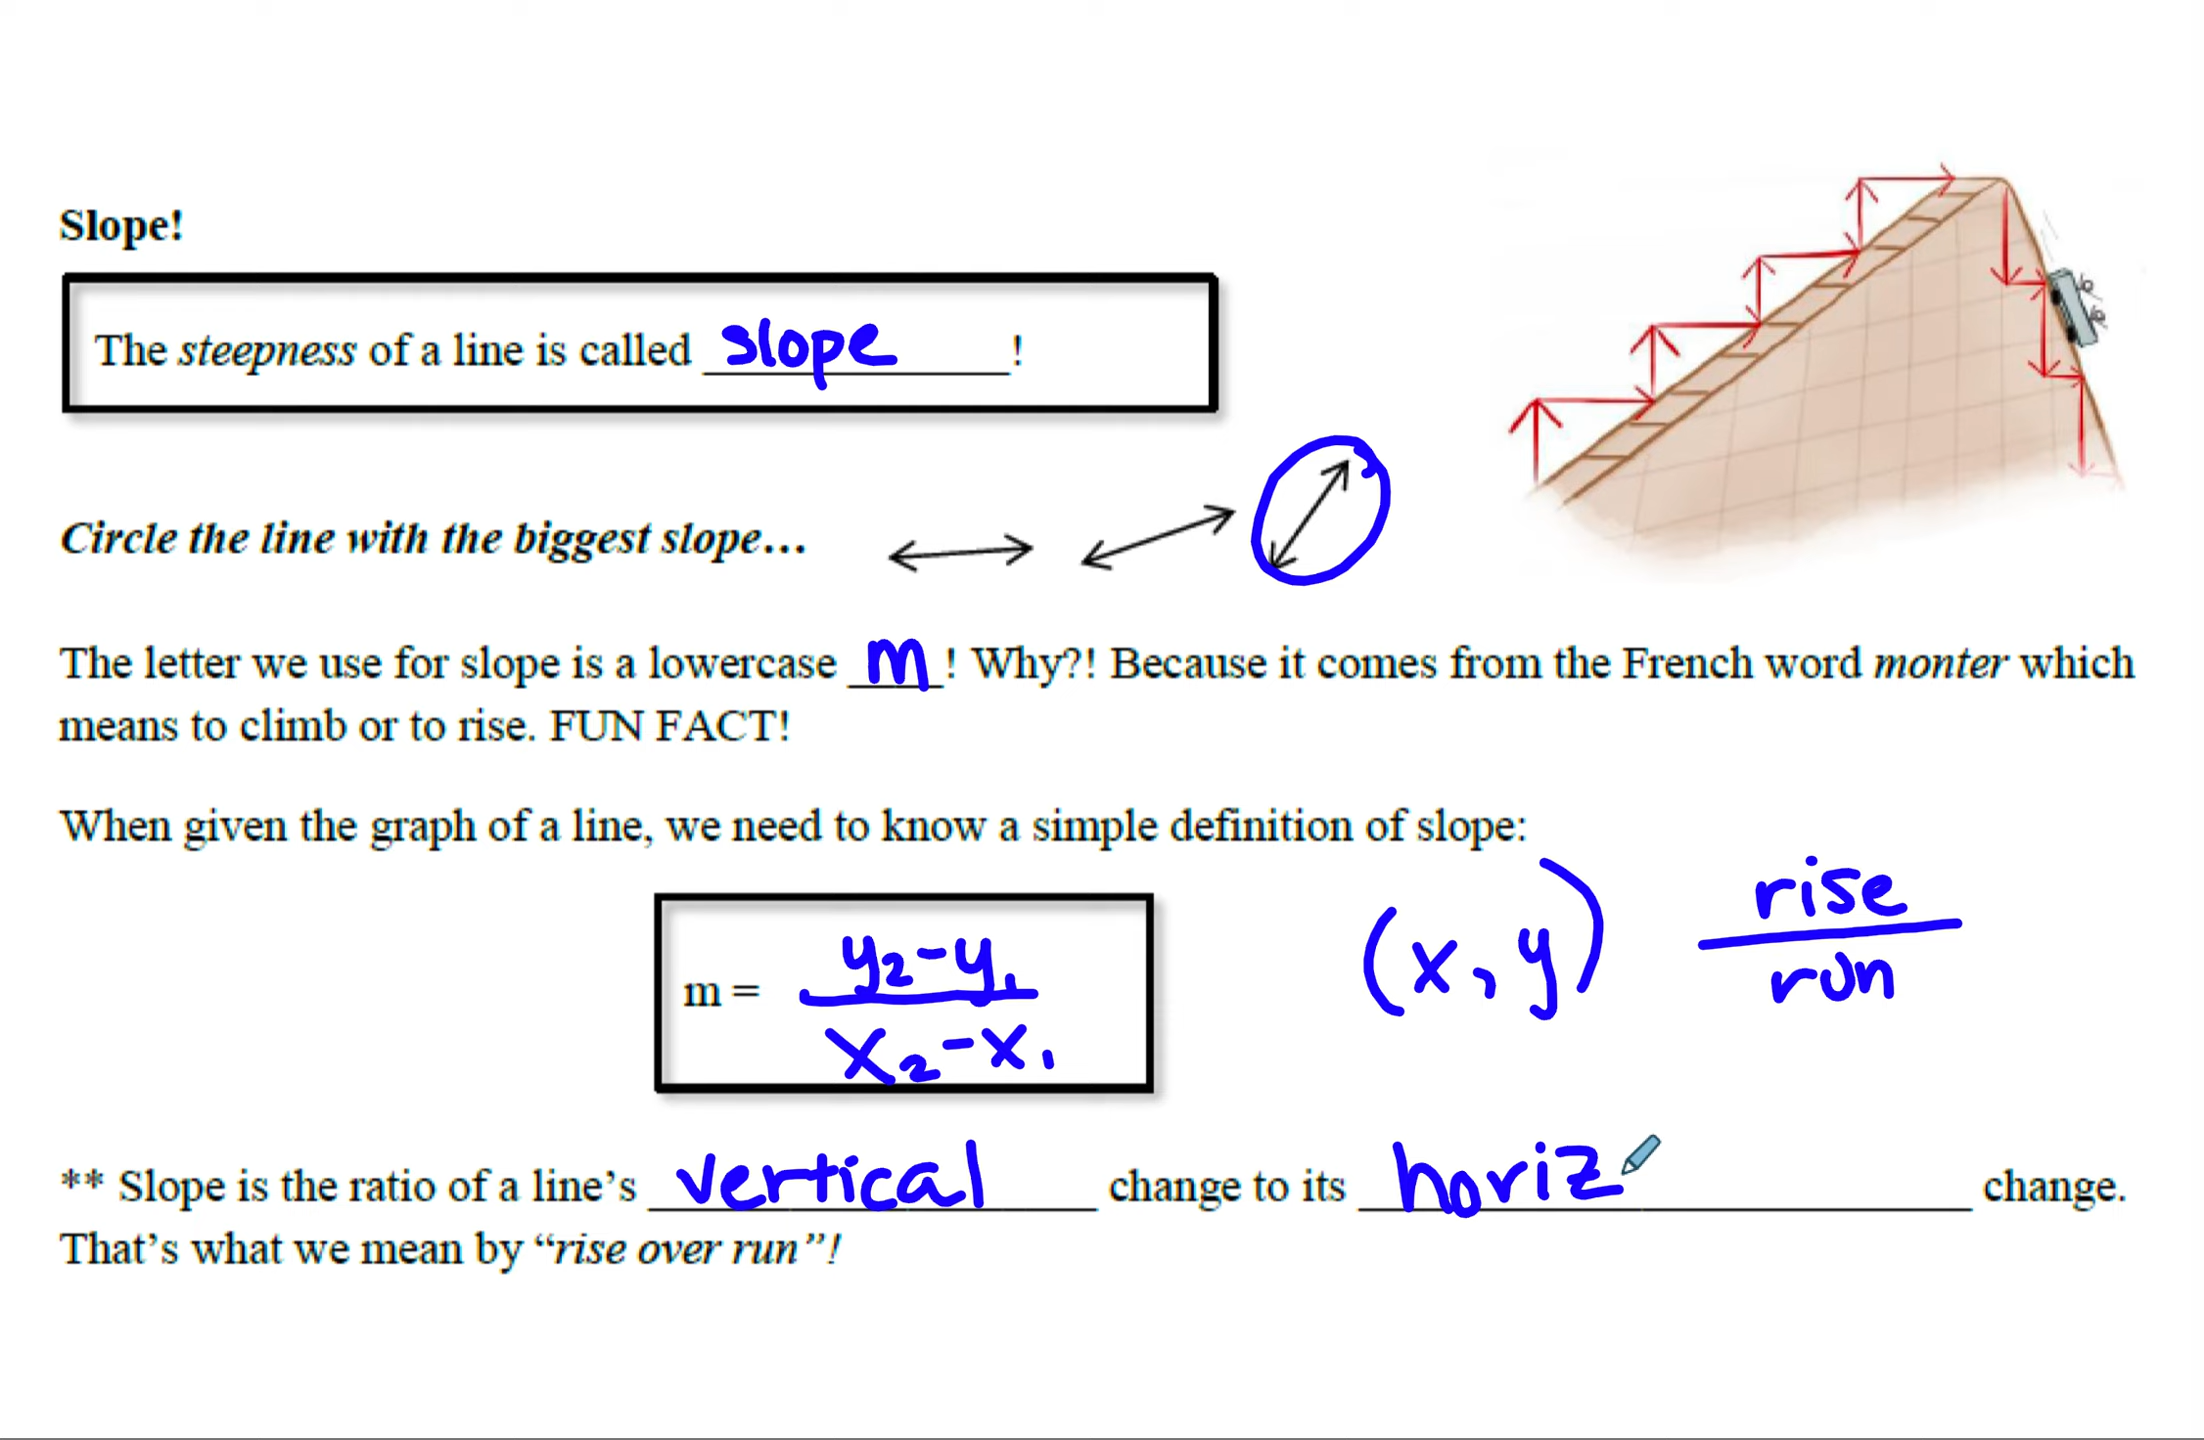 Slope!
The steepness of a line is called slope!
Circle the line with the biggest slope...
The letter we use for slope is a lowercase m! Why?! Because it comes from the French word monter which
means to climb or to rise. FUN FACT!
When given the graph of a line, we need to know a simple definition of slope:
m = y₂-y₁
x₂-x₁
(x, y)
rise
run
** Slope is the ratio of a line's vertical change to its horiz change.
That's what we mean by “rise over run”!